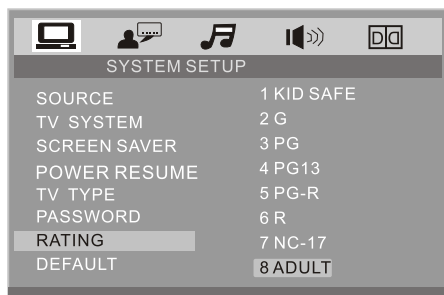 SYSTEM SETUP
SOURCE
TV SYSTEM
SCREEN SAVER
POWER RESUME
TV TYPE
PASSWORD
RATING
DEFAULT
1 KID SAFE
2 G
3 PG
4 PG13
5 PG-R
6 R
7 NC-17
8 ADULT